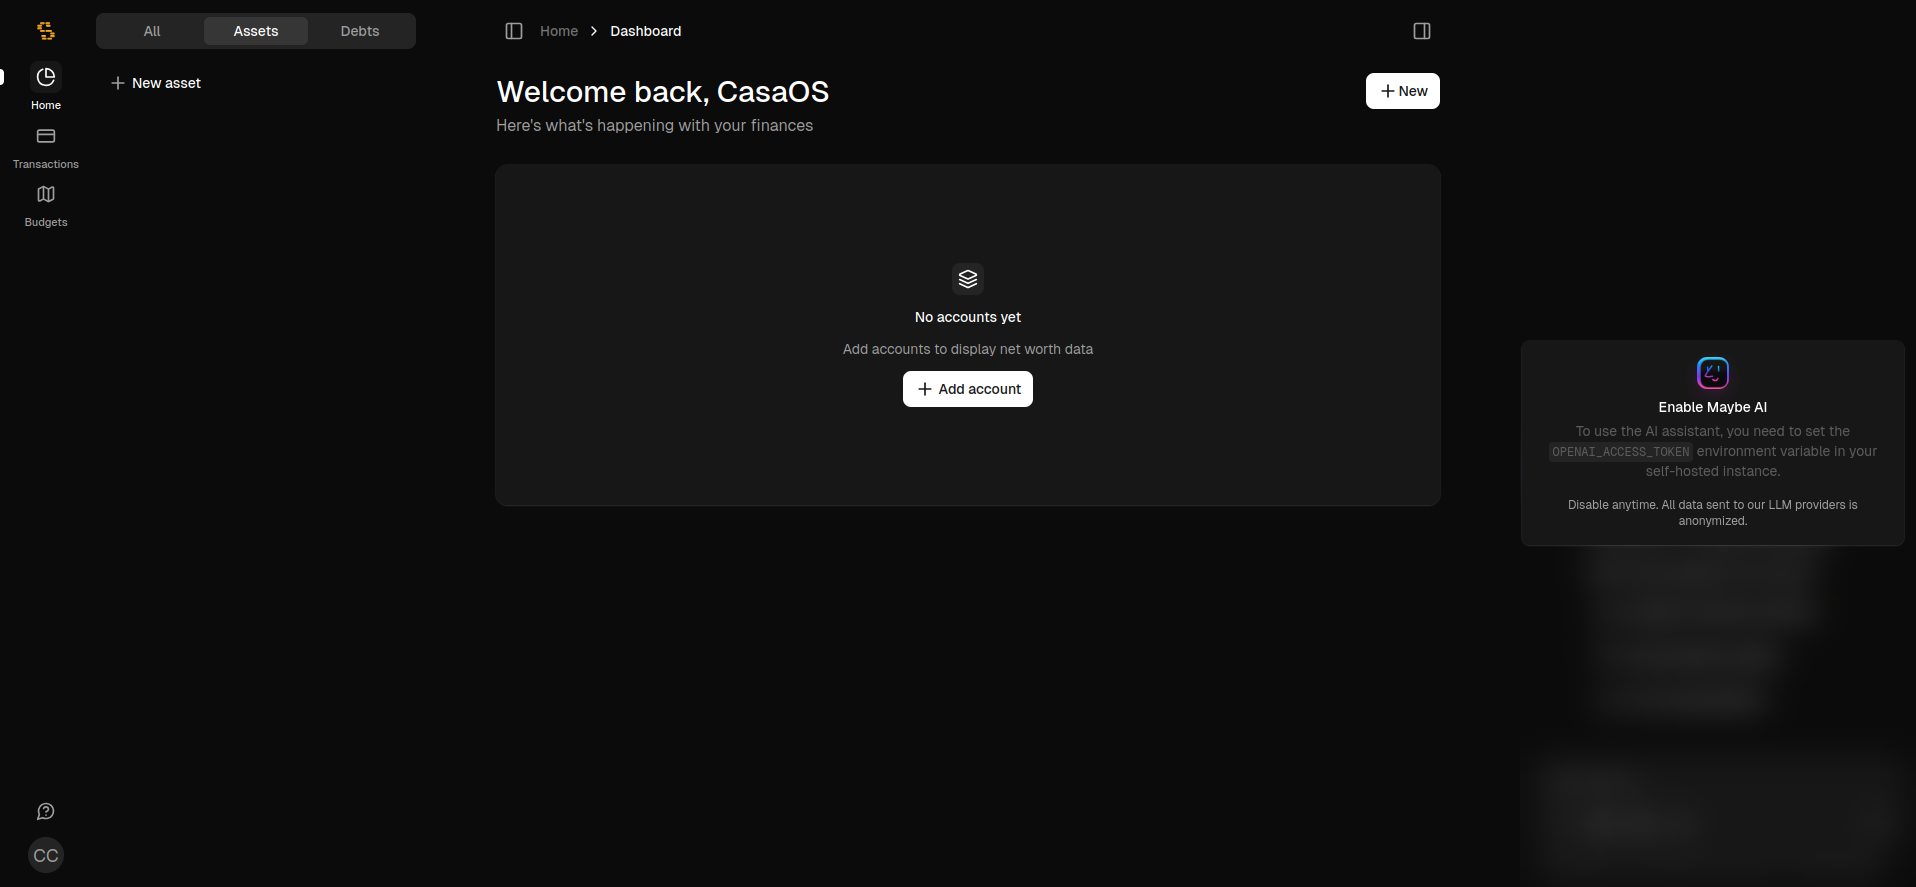 All
Assets
Debts
New asset
Home
Transactions
Budgets
CC
Home
Dashboard
Welcome back, CasaOS
New
Here's what's happening with your finances
No accounts yet
Add accounts to display net worth data
Add account
Enable Maybe AI
To use the AI assistant, you need to set the
OPENAI_ACCESS_TOKEN environment variable in your
self-hosted instance.
Disable anytime. All data sent to our LLM providers is
anonymized.